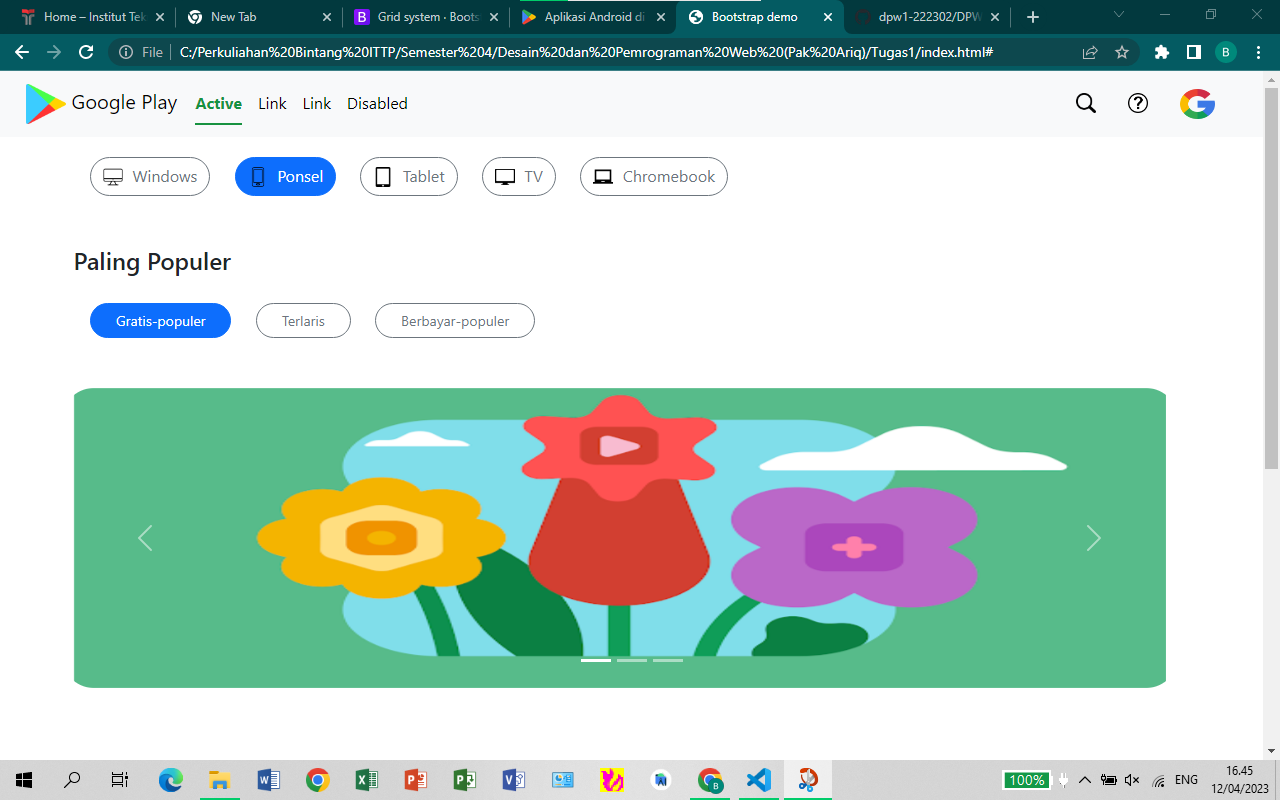 Home – Institut Tek
New Tab
Grid system · Boots
Aplikasi Android di
Bootstrap demo
dpw1-222302/DPW
File
C:/Perkuliahan%20Bintang%20ITTP/Semester%204/Desain%20dan%20Pemrograman%20Web%20(Pak%20Ariq)/Tugas1/index.html#
B
Google Play
Active
Link
Link
Disabled
Windows
Ponsel
Tablet
TV
Chromebook
Paling Populer
Gratis-populer
Terlaris
Berbayar-populer
100%
ENG
16.45
12/04/2023